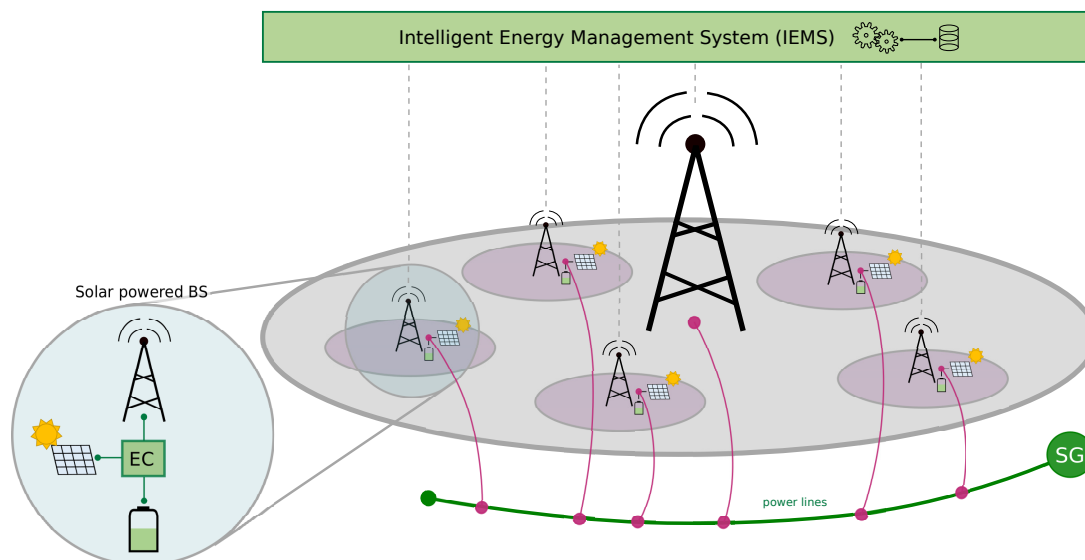 Intelligent Energy Management System (IEMS)
Solar powered BS
EC
SG
power lines